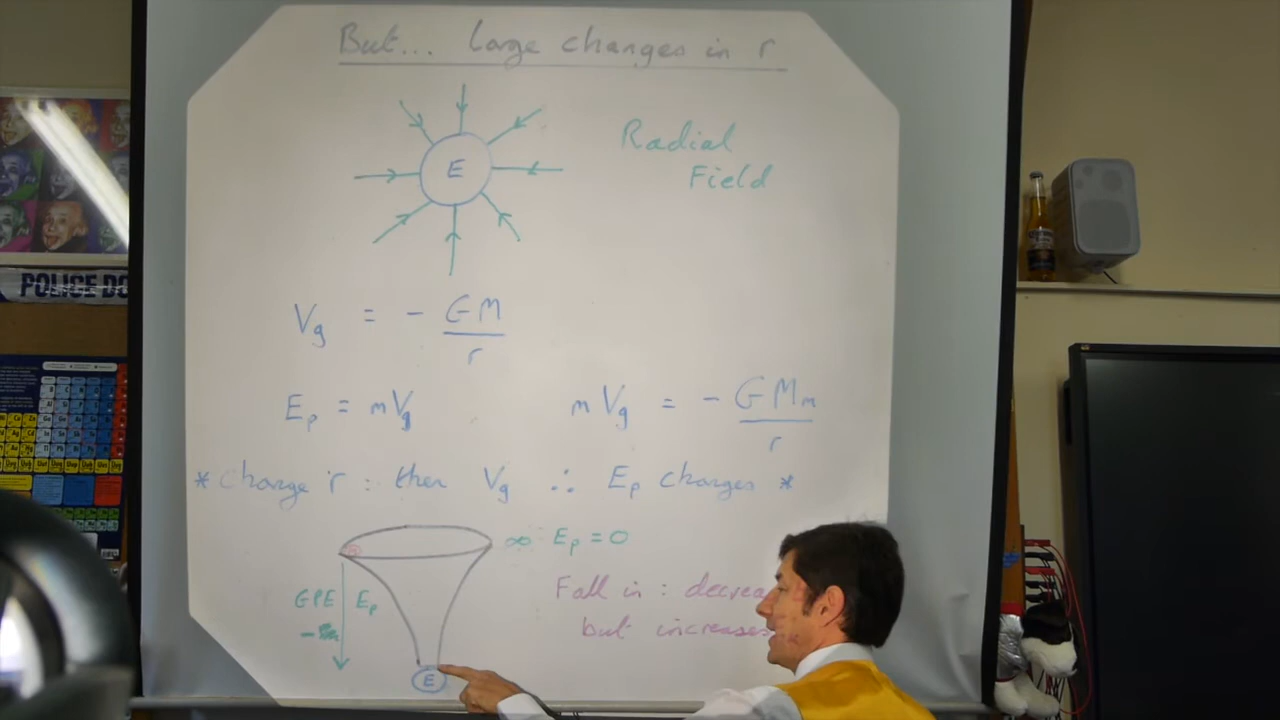 But... large changes in r
E
Radial
Field
Vg = - GM
r
Ep = mVg
mVg = - GMm
r
* Change r : then Vg ∴ Ep changes *
∞ Ep = 0
GPE Ep
Fall in : decrea
but increases
E
POLICE DO